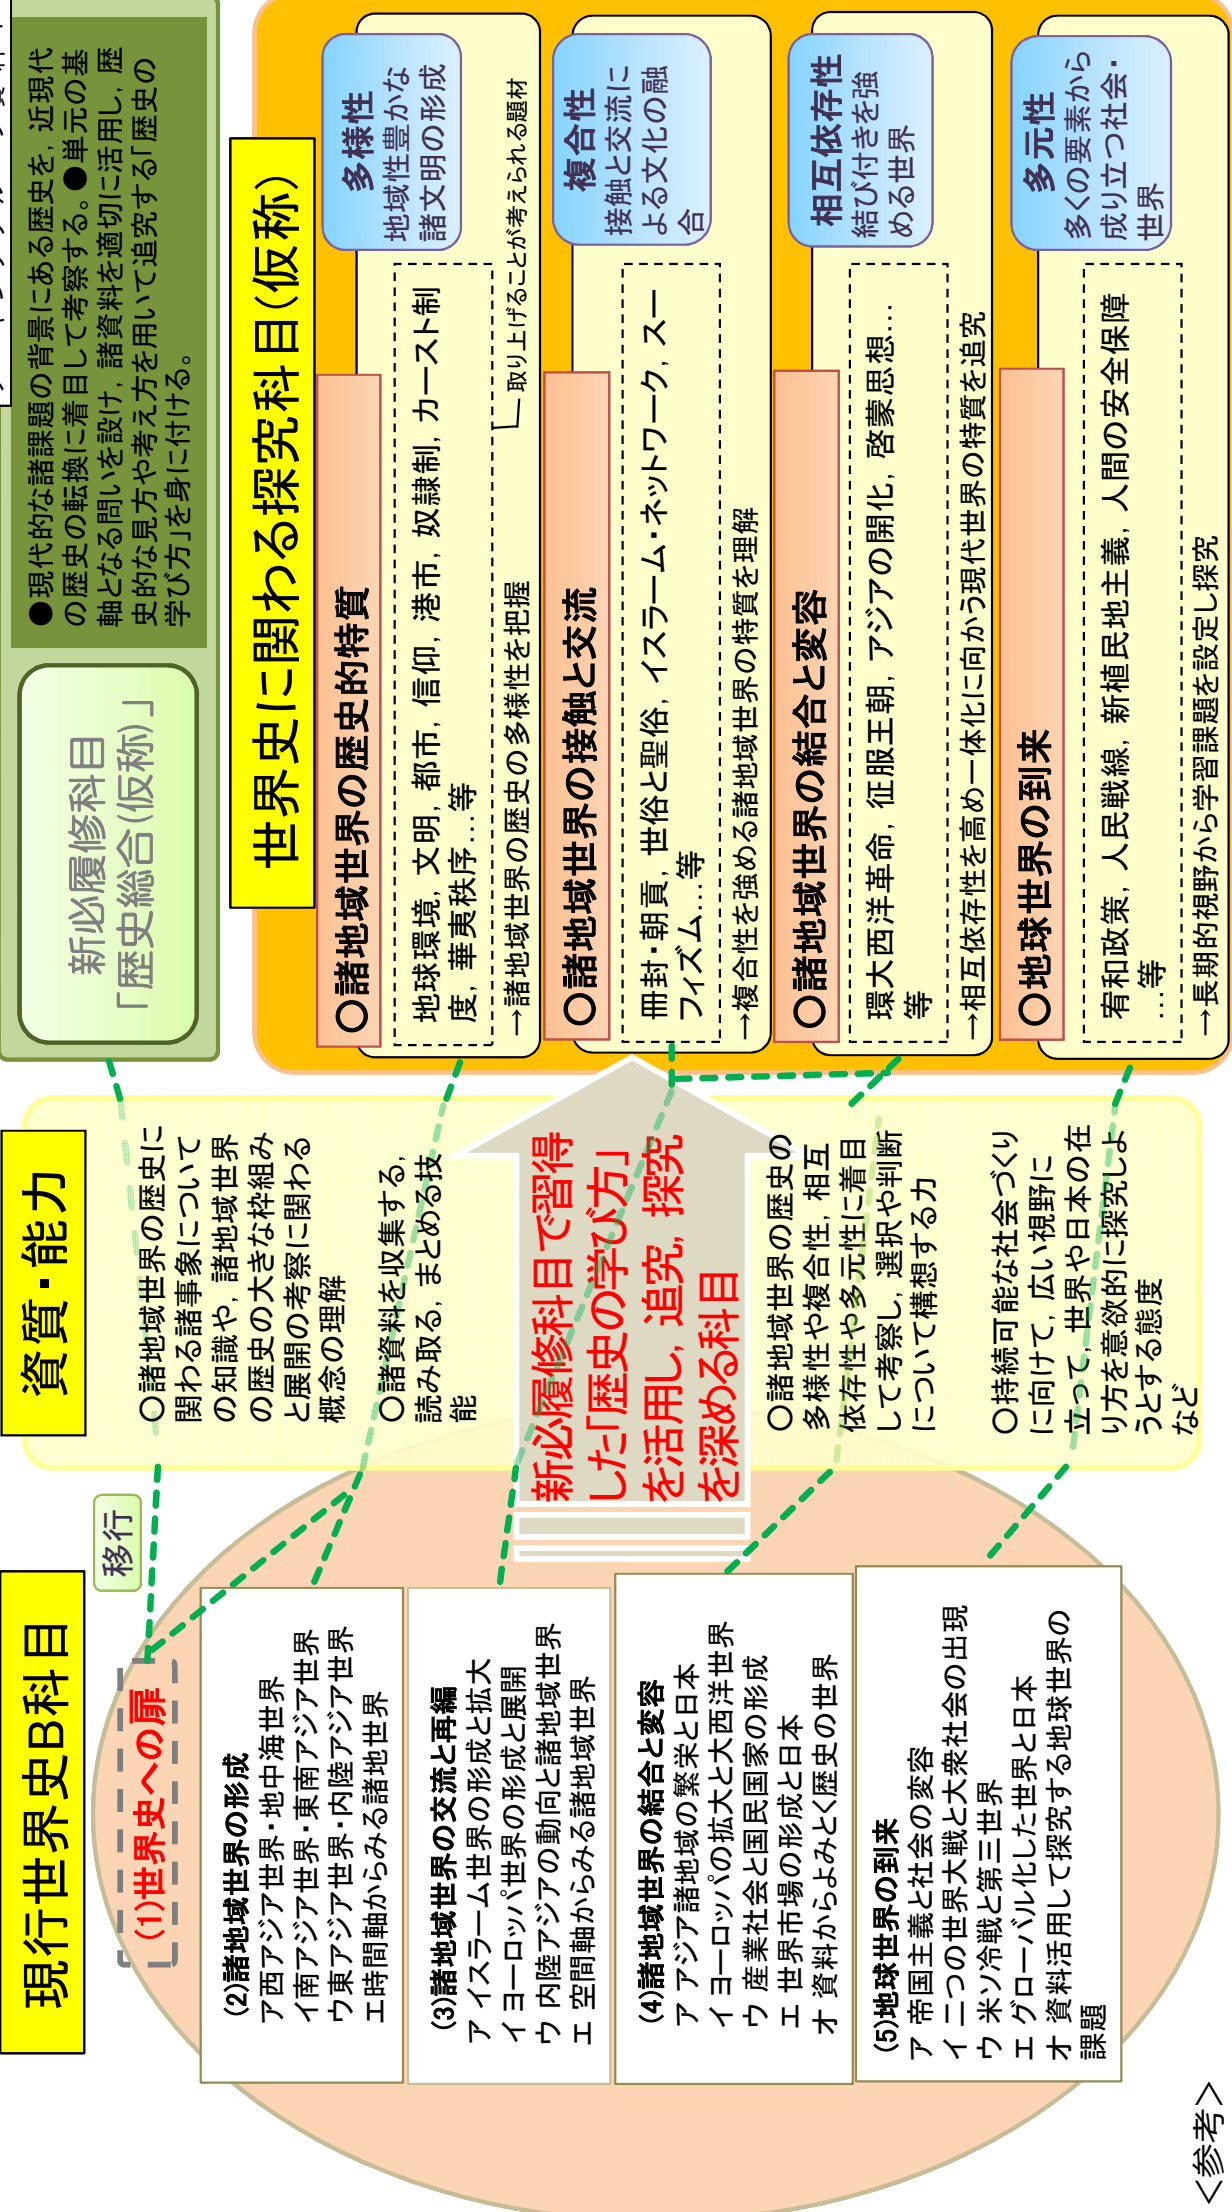 現行世界史B科目
(1)世界史への扉
移行
(2)諸地域世界の形成
ア西アジア世界・地中海世界
イ南アジア世界・東南アジア世界
ウ東アジア世界・内陸アジア世界
エ時間軸からみる諸地世界
(3)諸地域世界の交流と再編
ア イスラーム世界の形成と拡大
イ ヨーロッパ世界の形成と展開
ウ 内陸アジアの動向と諸地域世界
エ 空間軸からみる諸地域世界
(4)諸地域世界の結合と変容
ア アジア諸地域の繁栄と日本
イ ヨーロッパの拡大と大西洋世界
ウ 産業社会と国民国家の形成
エ 世界市場の形成と日本
オ 資料からよみとく歴史の世界
(5)地球世界の到来
ア 帝国主義と社会の変容
イ 二つの世界大戦と大衆社会の出現
ウ 米ソ冷戦と第三世界
エ グローバル化した世界と日本
オ 資料活用して探究する地球世界の
課題
<参考>
資質・能力
○諸地域世界の歴史に
関わる諸事象について
の知識や,諸地域世界
の歴史の大きな枠組み
と展開の考察に関わる
概念の理解
○諸資料を収集する,
読み取る,まとめる技
能
新必履修科目で習得
した「歴史の学び方」
を活用し,追究,探究
を深める科目
○諸地域世界の歴史の
多様性や複合性,相互
依存性や多元性に着目
して考察し,選択や判断
について構想する力
○持続可能な社会づくり
に向けて,広い視野に
立って,世界や日本の在
り方を意欲的に探究しよ
うとする態度
など
新必履修科目
「歴史総合(仮称)」
●現代的な諸課題の背景にある歴史を,近現代
の歴史の転換に着目して考察する。●単元の基
軸となる問いを設け,諸資料を適切に活用し,歴
史的な見方や考え方を用いて追究する「歴史の
学び方」を身に付ける。
世界史に関わる探究科目(仮称)
○諸地域世界の歴史的特質
多様性
地域性豊かな
諸文明の形成
地球環境,文明,都市,信仰,港市,奴隷制,カースト制
度,華夷秩序…等
取り上げることが考えられる題材
→諸地域世界の歴史の多様性を把握
○諸地域世界の接触と交流
複合性
接触と交流に
よる文化の融
合
冊封・朝貢,世俗と聖俗,イスラーム・ネットワーク,スー
フィズム…等
→複合性を強める諸地域世界の特質を理解
○諸地域世界の結合と変容
相互依存性
結び付きを強
める世界
環大西洋革命,征服王朝,アジアの開化,啓蒙思想…
等
→相互依存性を高め一体化に向かう現代世界の特質を追究
○地球世界の到来
多元性
多くの要素から
成り立つ社会・
世界
宥和政策,人民戦線,新植民地主義,人間の安全保障
…等
→長期的視野から学習課題を設定し探究